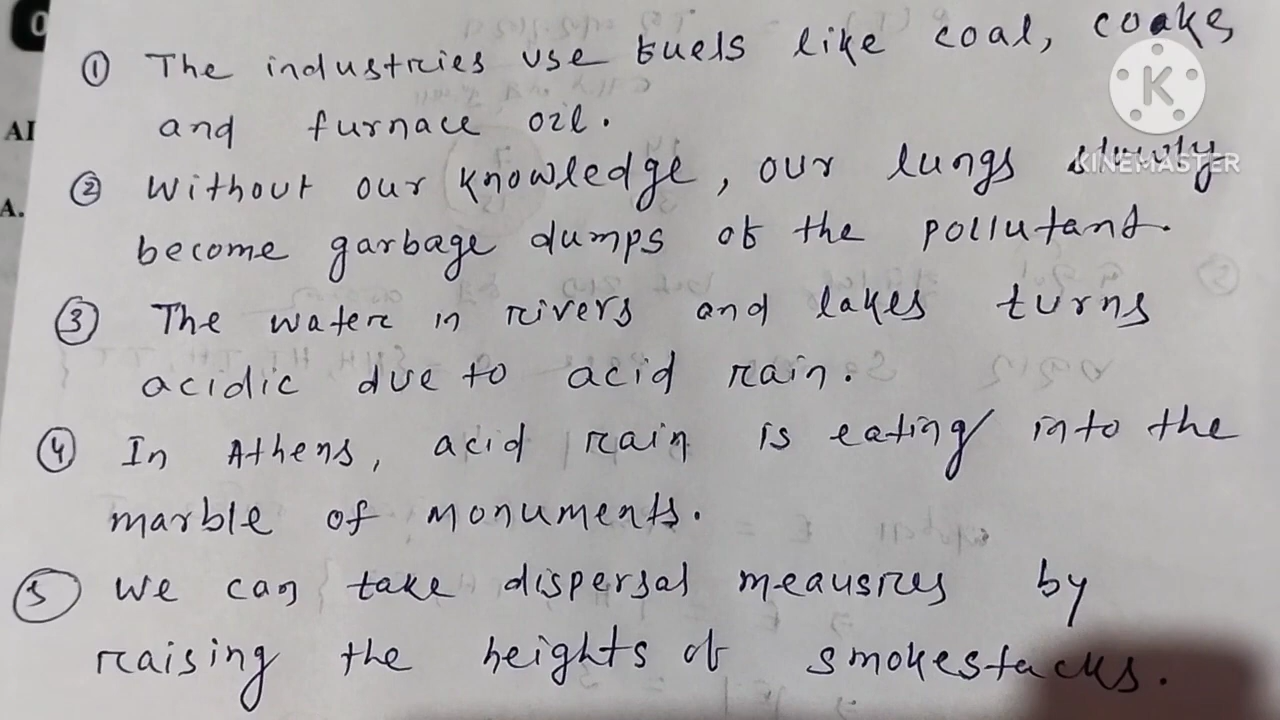 ① The industries use fuels like coal, coaks
and furnace oil.
② Without our knowledge, our lungs slowly
become garbage dumps of the pollutant.
③ The water in rivers and lakes turns
acidic due to acid rain.
④ In Athens, acid rain is eating into the
marble of monuments.
⑤ We can take dispersal meausres by
raising the heights of smokestacks.
K
KINEMASTER
AI
A.